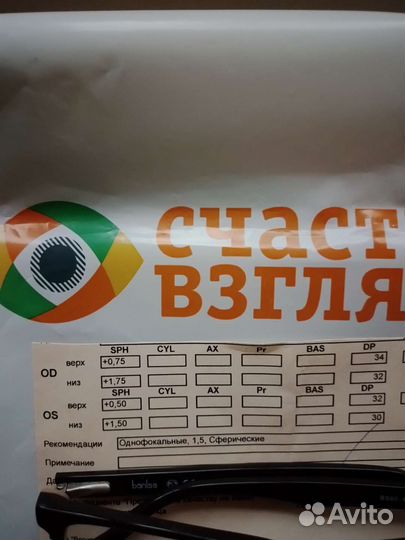 СЧАСТ
ВЗГЛЯ
SPH CYL AX Pr BAS DP
OD верх +0,75 34
низ +1,75 32
SPH CYL AX Pr BAS DP
OS верх +0,50 32
низ +1,50 30
Рекомендации Однофокальные, 1,5, Сферические
Примечание
Avito